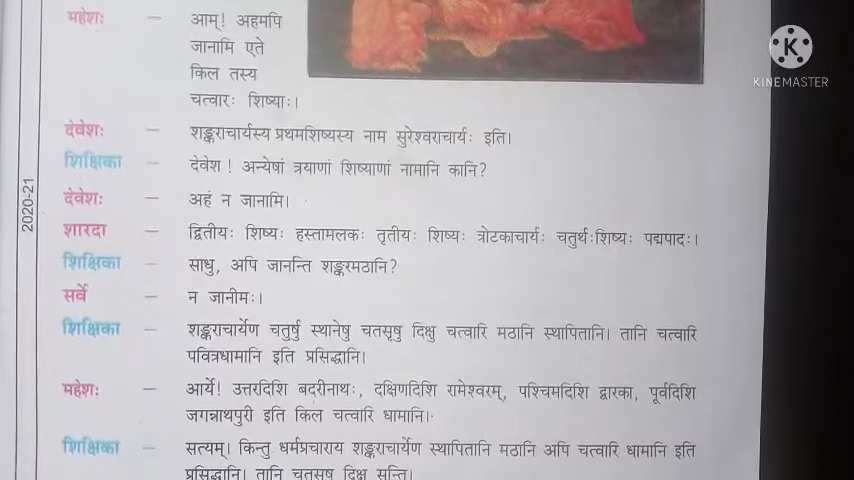 महेशः – आम्! अहमपि
जानामि एते
किल तस्य
चत्वारः शिष्याः।
KINEMASTER
देवेशः – शङ्कराचार्यस्य प्रथमशिष्यस्य नाम सुरेश्वराचार्यः इति।
शिक्षिका – देवेश ! अन्येषां त्रयाणां शिष्याणां नामानि कानि?
देवेशः – अहं न जानामि।
शारदा – द्वितीयः शिष्यः हस्तामलकः तृतीयः शिष्यः त्रोटकाचार्यः चतुर्थःशिष्यः पद्मपादः।
शिक्षिका – साधु, अपि जानन्ति शङ्करमठानि?
सर्वे – न जानीमः।
शिक्षिका – शङ्कराचार्येण चतुर्षु स्थानेषु चतसृषु दिक्षु चत्वारि मठानि स्थापितानि। तानि चत्वारि
पवित्रधामानि इति प्रसिद्धानि।
महेशः – आर्ये! उत्तरदिशि बदरीनाथः, दक्षिणदिशि रामेश्वरम्, पश्चिमदिशि द्वारका, पूर्वदिशि
जगन्नाथपुरी इति किल चत्वारि धामानि।
शिक्षिका – सत्यम्। किन्तु धर्मप्रचाराय शङ्कराचार्येण स्थापितानि मठानि अपि चत्वारि धामानि इति
प्रसिद्धानि। तानि चतसृषु दिक्षु सन्ति।
2020-21